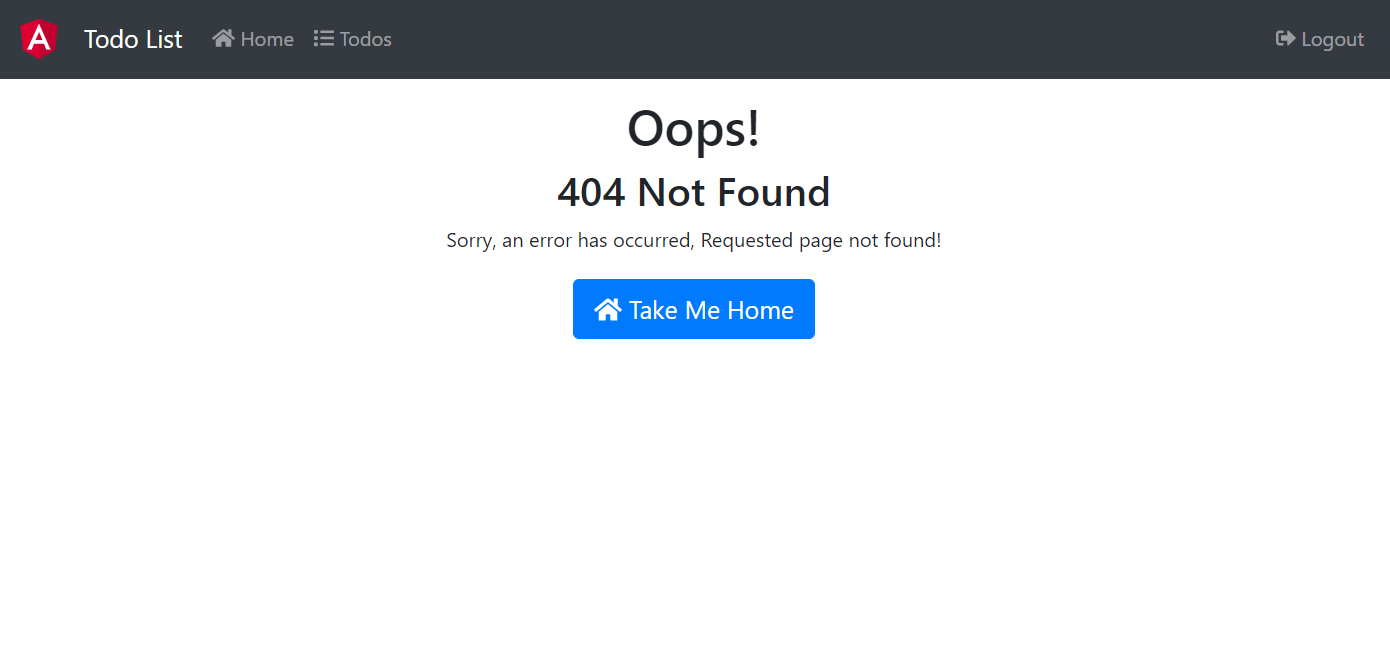 Todo List Home Todos Logout
Oops!
404 Not Found
Sorry, an error has occurred, Requested page not found!
Take Me Home